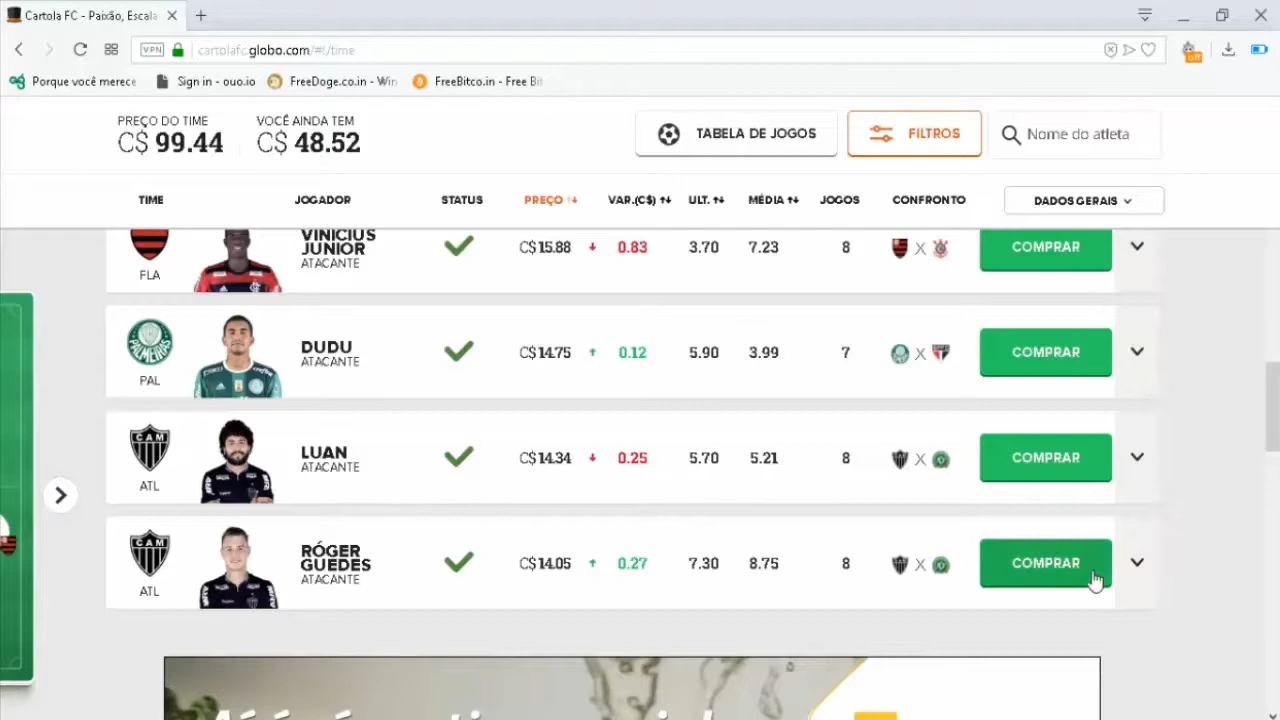 Cartola FC - Paixão, Escala
VPN cartolafc.globo.com/#!/time
off
Porque você merece Sign in - ouo.io FreeDoge.co.in - Win FreeBitco.in - Free Bit
PREÇO DO TIME VOCÊ AINDA TEM
C$ 99.44 C$ 48.52
TABELA DE JOGOS FILTROS Nome do atleta
TIME JOGADOR STATUS PREÇO VAR.(C$) ULT. MÉDIA JOGOS CONFRONTO DADOS GERAIS
VINICIUS
JUNIOR
ATACANTE
FLA
C$ 15.88 0.83 3.70 7.23 8 X COMPRAR
DUDU
ATACANTE
PAL
C$ 14.75 0.12 5.90 3.99 7 X COMPRAR
CAM
LUAN
ATACANTE
ATL
C$ 14.34 0.25 5.70 5.21 8 X COMPRAR
CAM
RÓGER
GUEDES
ATACANTE
ATL
C$ 14.05 0.27 7.30 8.75 8 X COMPRAR